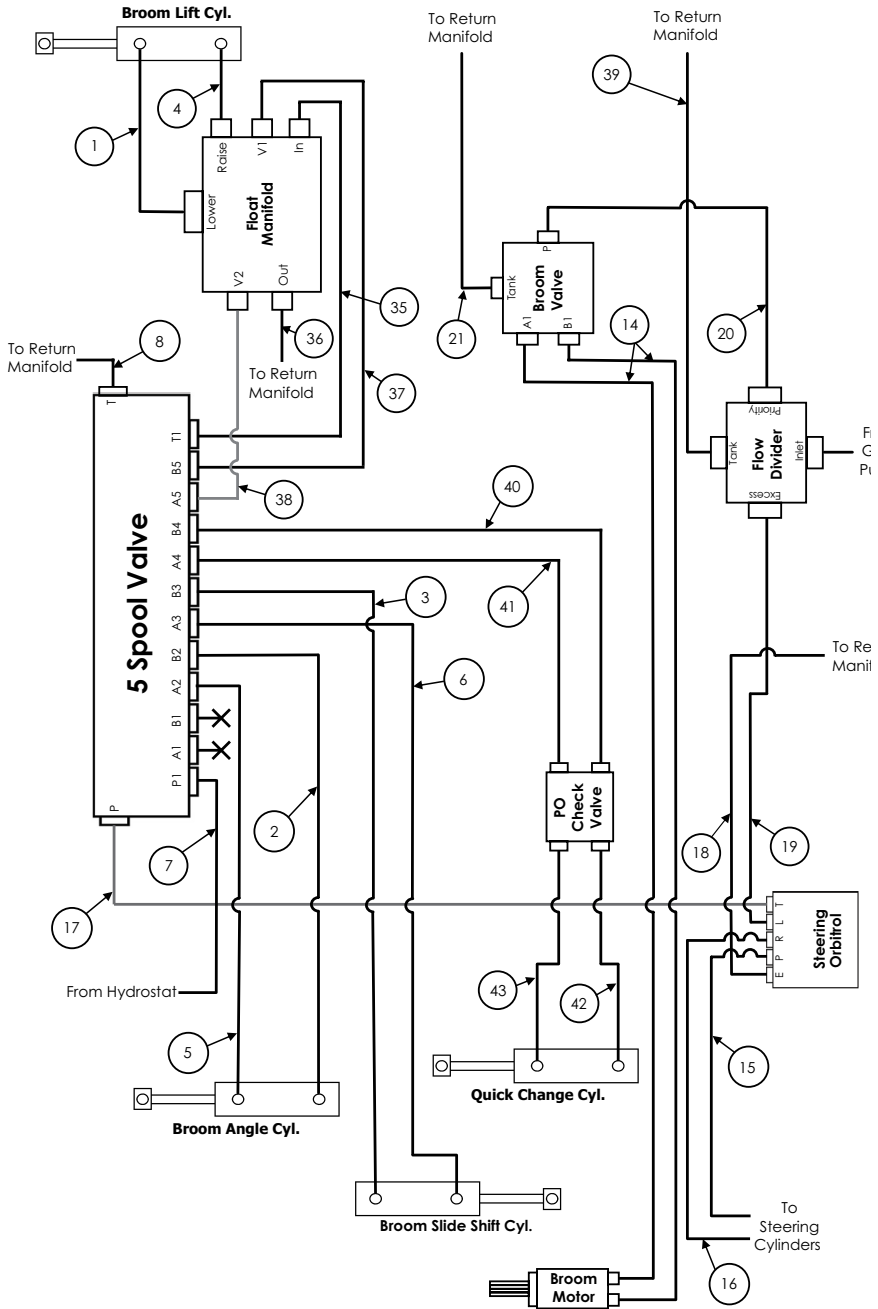 Broom Lift Cyl.
To Return
Manifold
To Return
Manifold
39
4
1
Raise
V1
In
Lower
Float
Manifold
V2
Out
P
Tank
Broom
Valve
A1
B1
35
14
20
21
36
8
To Return
Manifold
To Return
Manifold
37
T
Priority
Tank
Flow
Divider
Inlet
Excess
T1
B5
A5
B4
A4
B3
A3
B2
A2
B1
A1
P1
P
5 Spool Valve
38
40
41
3
6
PO
Check
Valve
2
7
18
19
17
T
L
R
P
E
Steering
Orbitrol
From Hydrostat
43
42
5
15
Quick Change Cyl.
Broom Angle Cyl.
Broom Slide Shift Cyl.
To
Steering
Cylinders
16
Broom
Motor